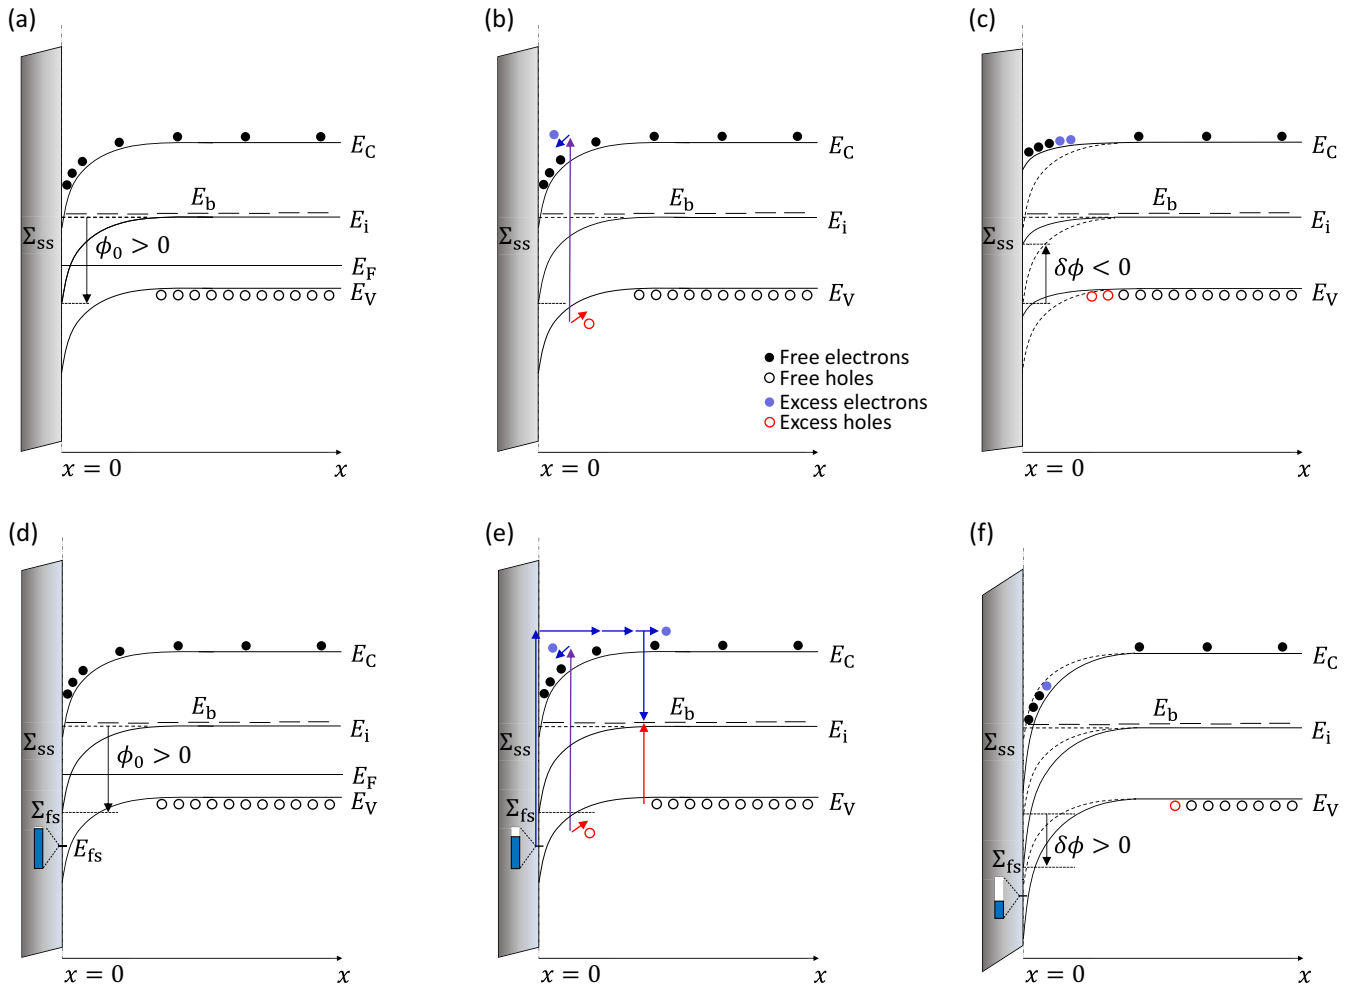 (a)
E_C
E_b
E_i
Σ_ss
ϕ_0 > 0
E_F
E_V
x = 0
x
(b)
E_C
E_b
E_i
Σ_ss
E_V
x = 0
x
Free electrons
Free holes
Excess electrons
Excess holes
(c)
E_C
E_b
E_i
Σ_ss
δϕ < 0
E_V
x = 0
x
(d)
E_C
E_b
E_i
Σ_ss
ϕ_0 > 0
E_F
E_V
Σ_fs
E_fs
x = 0
x
(e)
E_C
E_b
E_i
Σ_ss
E_V
Σ_fs
x = 0
x
(f)
E_C
E_b
E_i
Σ_ss
E_V
δϕ > 0
Σ_fs
x = 0
x